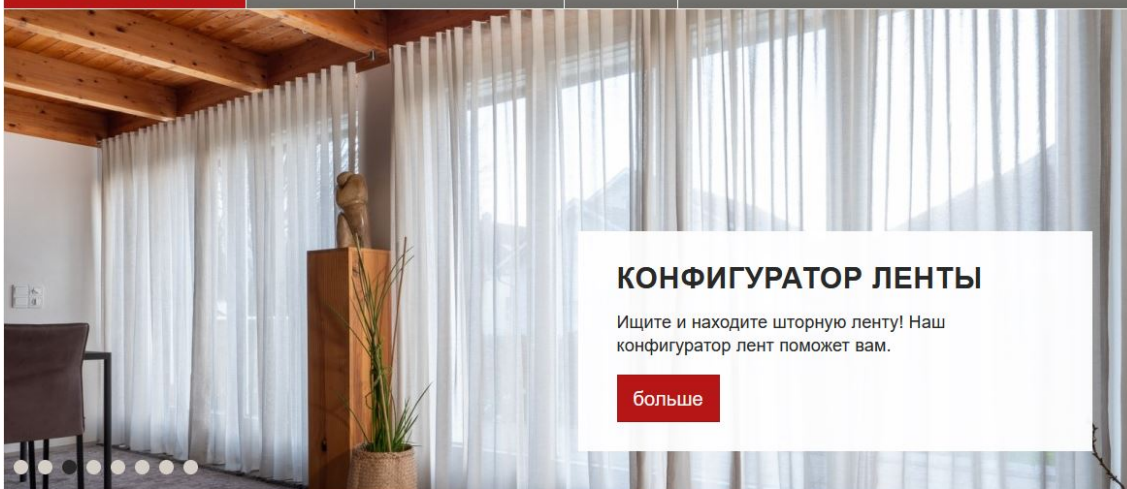 КОНФИГУРАТОР ЛЕНТЫ
Ищите и находите шторную ленту! Наш
конфигуратор лент поможет вам.
больше